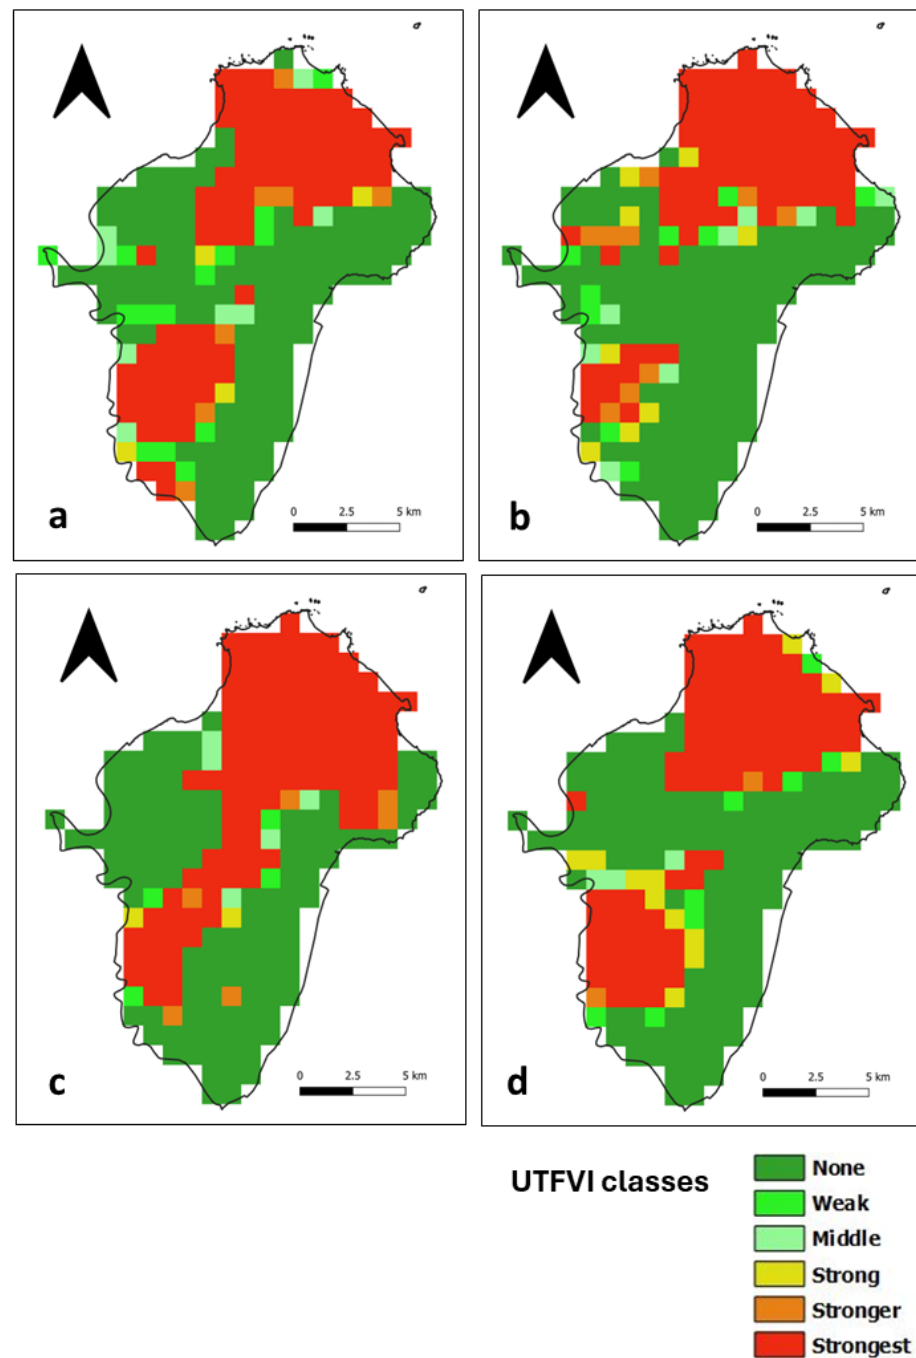 a
0 2.5 5 km
b
0 2.5 5 km
c
0 2.5 5 km
d
0 2.5 5 km
UTFVI classes
None
Weak
Middle
Strong
Stronger
Strongest